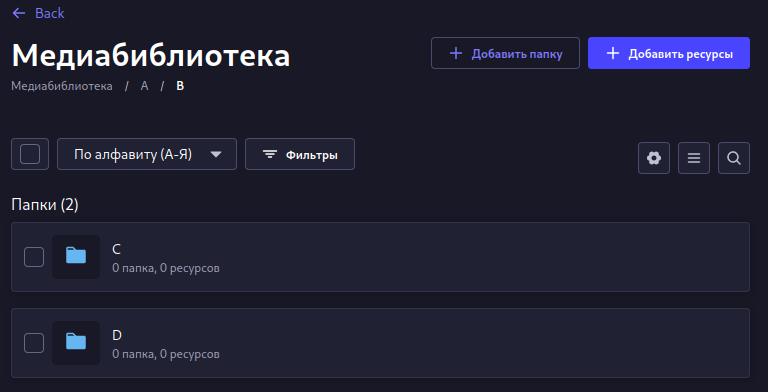 Back
Медиабиблиотека
Добавить папку
Добавить ресурсы
Медиабиблиотека / A / B
По алфавиту (А-Я)
Фильтры
Папки (2)
C
0 папка, 0 ресурсов
D
0 папка, 0 ресурсов